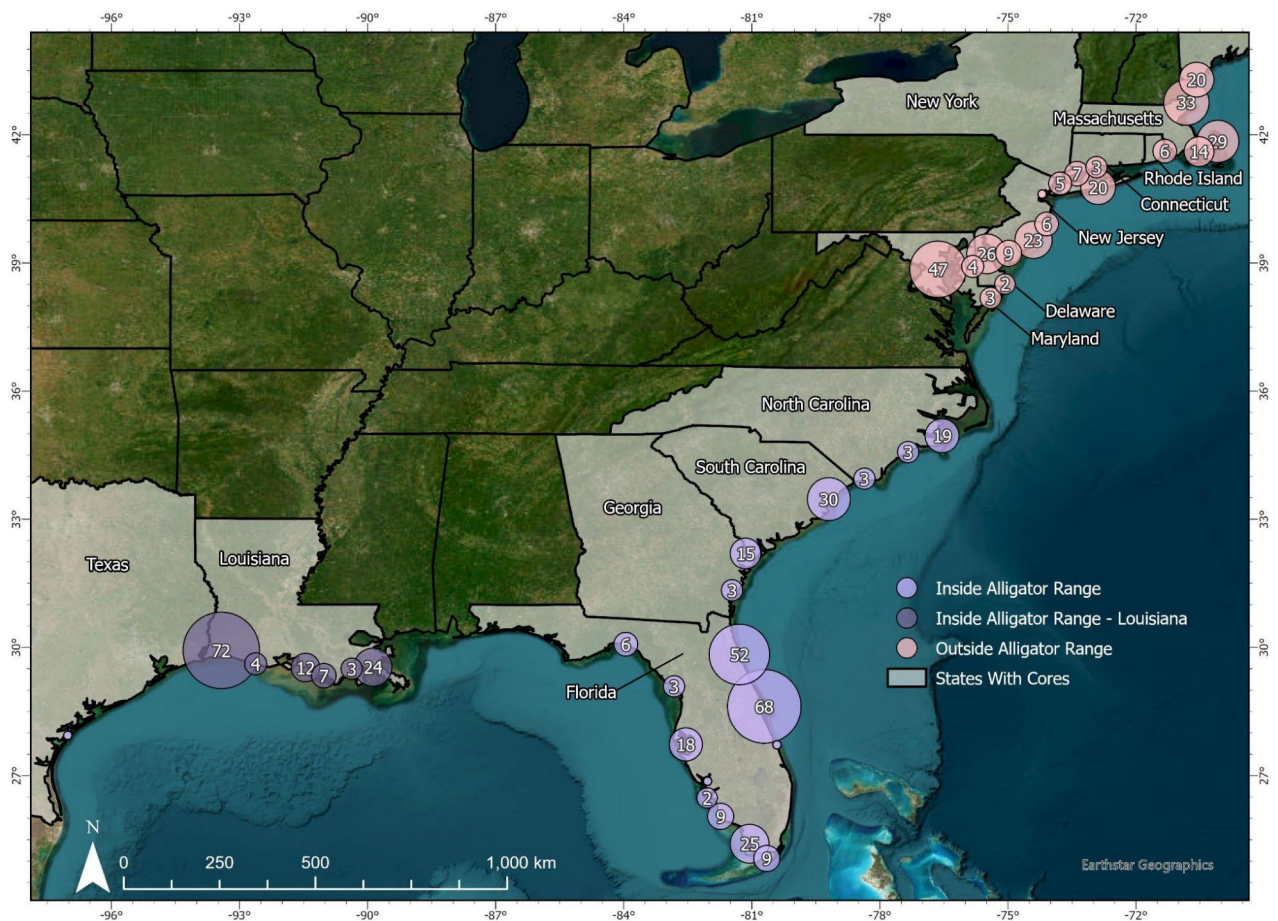 -96° -93° -90° -87° -84° -81° -78° -75° -72°
42° 42°
39° 39°
36° 36°
33° 33°
30° 30°
27° 27°
New York
20
33
Massachusetts
29
14
6
3
7
5
20
Rhode Island
Connecticut
6
New Jersey
23
9
26
4
47
2
3
Delaware
Maryland
North Carolina
19
3
3
South Carolina
30
Georgia
15
3
Texas
Louisiana
72
4
12
7
3
24
6
52
Florida
3
68
18
2
9
25
9
Inside Alligator Range
Inside Alligator Range - Louisiana
Outside Alligator Range
States With Cores
N
0 250 500 1,000 km
Earthstar Geographics
-96° -93° -90° -87° -84° -81° -78° -75° -72°